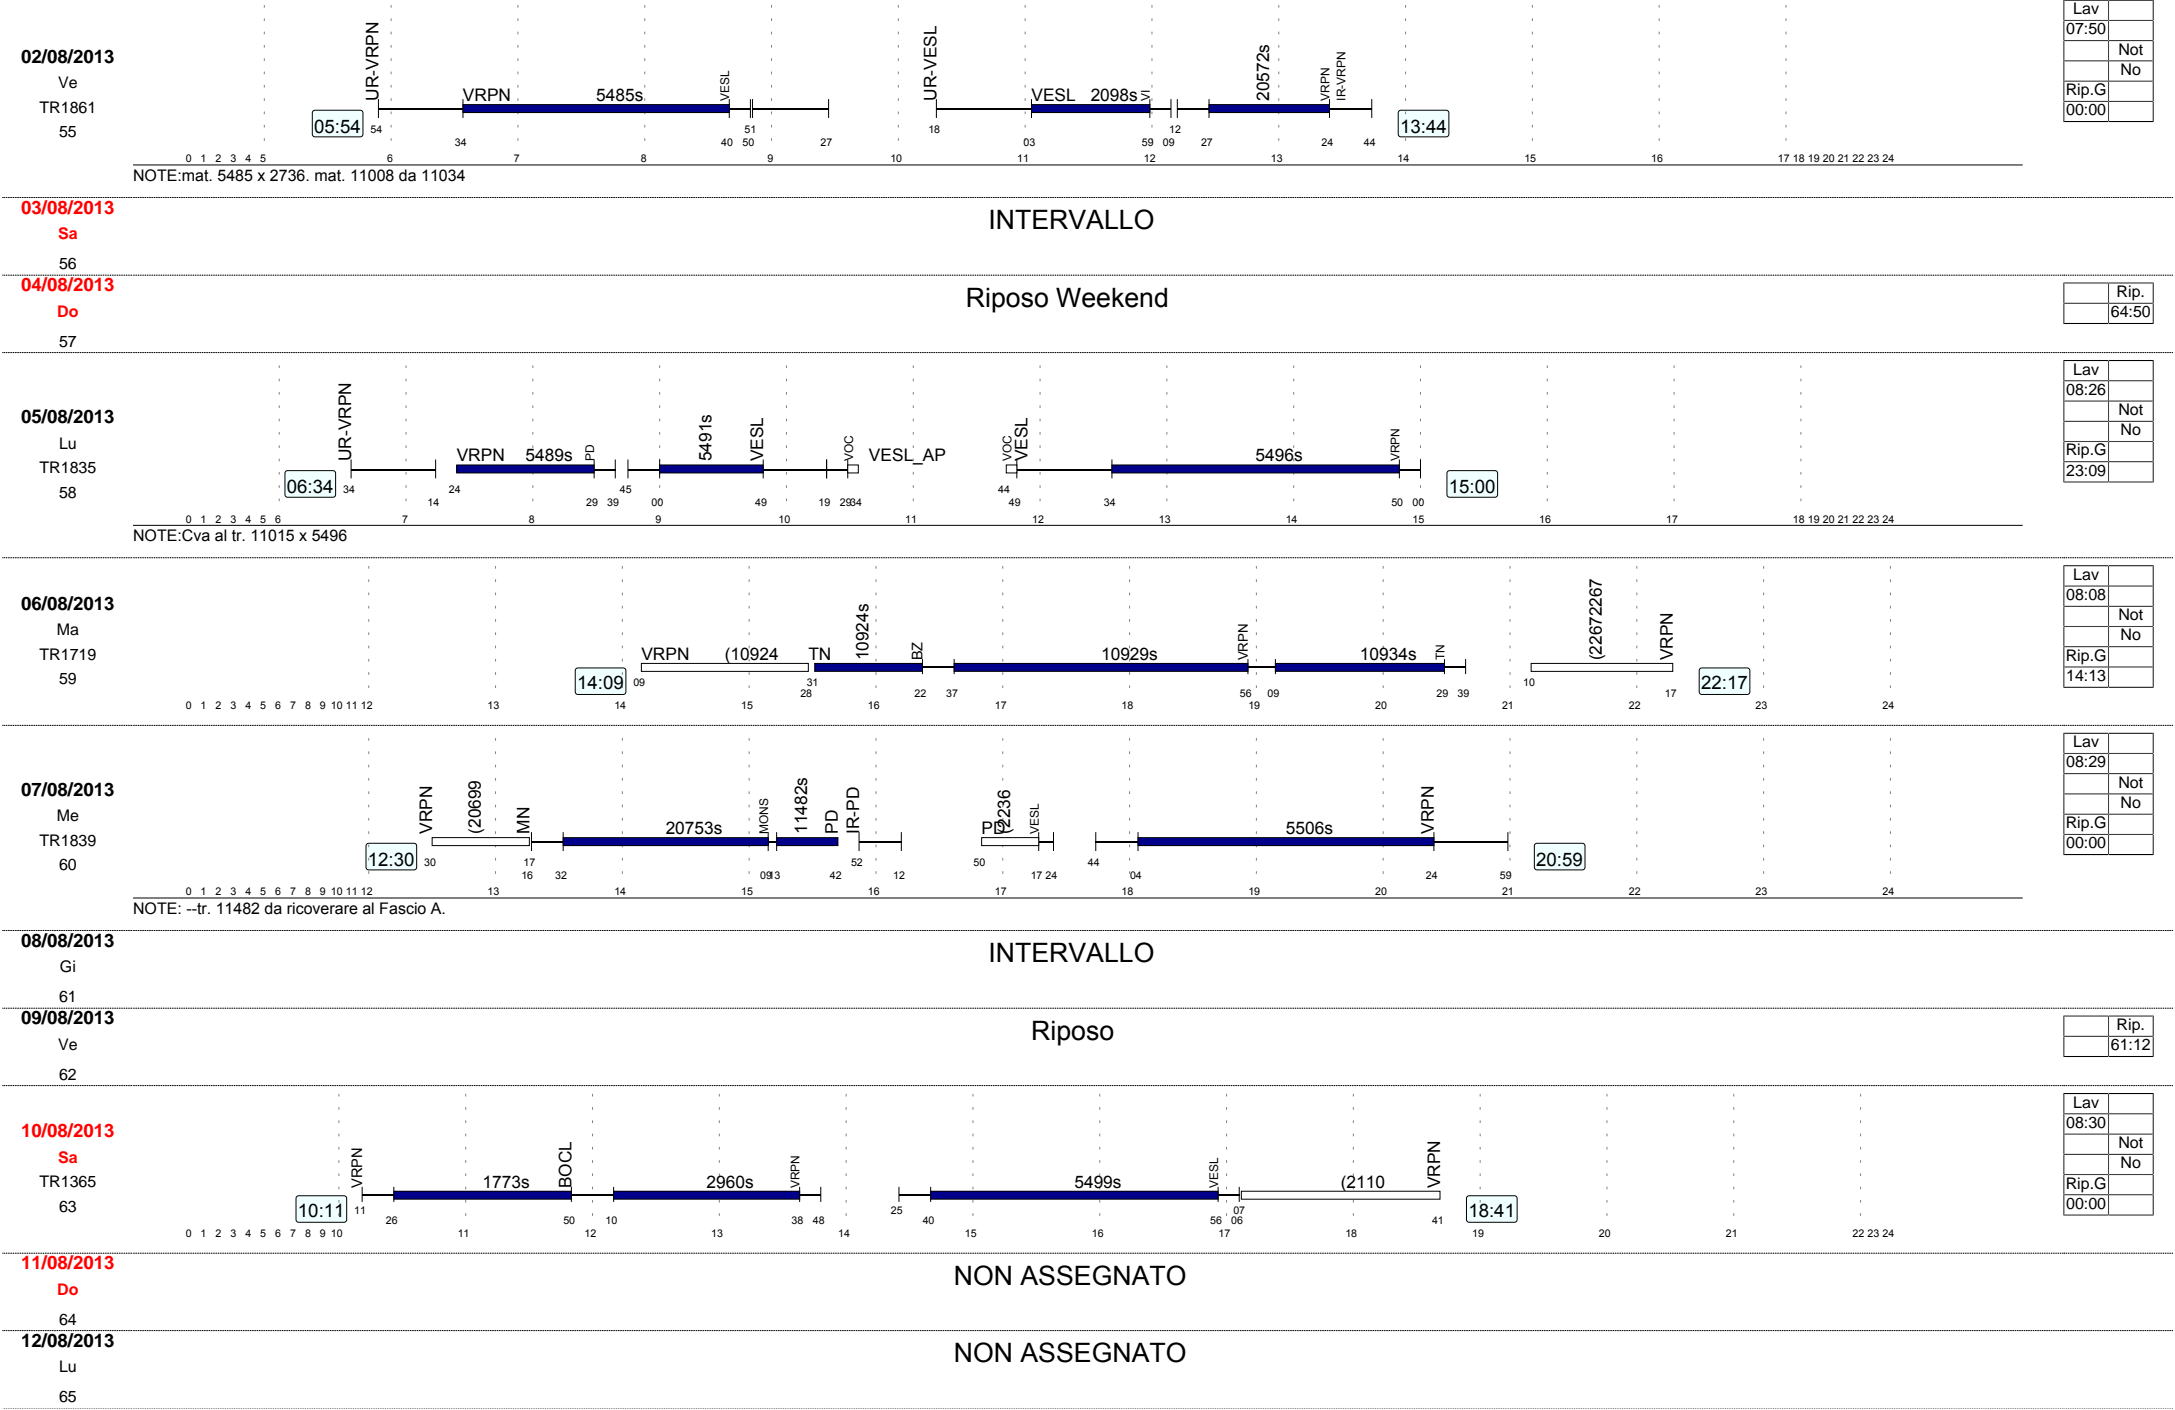 02/08/2013
Ve
TR1861
55
05:54
UR-VRPN
VRPN 5485s VESL
UR-VESL
VESL 2098s VI
20572s VRPN IR-VRPN
13:44
54 34 40 50 51 27 18 03 59 09 12 27 24 44
0 1 2 3 4 5 6 7 8 9 10 11 12 13 14 15 16 17 18 19 20 21 22 23 24
NOTE:mat. 5485 x 2736. mat. 11008 da 11034
Lav
07:50
Not
No
Rip.G
00:00
03/08/2013
Sa
56
INTERVALLO
04/08/2013
Do
57
Riposo Weekend
Rip.
64:50
05/08/2013
Lu
TR1835
58
06:34
UR-VRPN
VRPN 5489s PD
5491s VESL
VOC VESL_AP VOC VESL
5496s VRPN
15:00
34 14 24 29 39 45 00 49 19 29 34 44 49 34 50 00
0 1 2 3 4 5 6 7 8 9 10 11 12 13 14 15 16 17 18 19 20 21 22 23 24
NOTE:Cva al tr. 11015 x 5496
Lav
08:26
Not
No
Rip.G
23:09
06/08/2013
Ma
TR1719
59
14:09
VRPN (10924 TN
10924s BZ
10929s VRPN
10934s TN
(22672267 VRPN
22:17
09 28 31 22 37 56 09 29 39 10 17
0 1 2 3 4 5 6 7 8 9 10 11 12 13 14 15 16 17 18 19 20 21 22 23 24
Lav
08:08
Not
No
Rip.G
14:13
07/08/2013
Me
TR1839
60
12:30
VRPN (20699 MN
20753s MONS
11482s PD IR-PD
PD (2236 VESL
5506s VRPN
20:59
30 17 16 32 09 13 42 52 12 50 17 24 44 04 24 59
0 1 2 3 4 5 6 7 8 9 10 11 12 13 14 15 16 17 18 19 20 21 22 23 24
NOTE: --tr. 11482 da ricoverare al Fascio A.
Lav
08:29
Not
No
Rip.G
00:00
08/08/2013
Gi
61
INTERVALLO
09/08/2013
Ve
62
Riposo
Rip.
61:12
10/08/2013
Sa
TR1365
63
10:11
VRPN 1773s BOCL
2960s VRPN
5499s VESL
(2110 VRPN
18:41
11 26 50 10 38 48 25 40 56 06 07 41
0 1 2 3 4 5 6 7 8 9 10 11 12 13 14 15 16 17 18 19 20 21 22 23 24
Lav
08:30
Not
No
Rip.G
00:00
11/08/2013
Do
64
NON ASSEGNATO
12/08/2013
Lu
65
NON ASSEGNATO